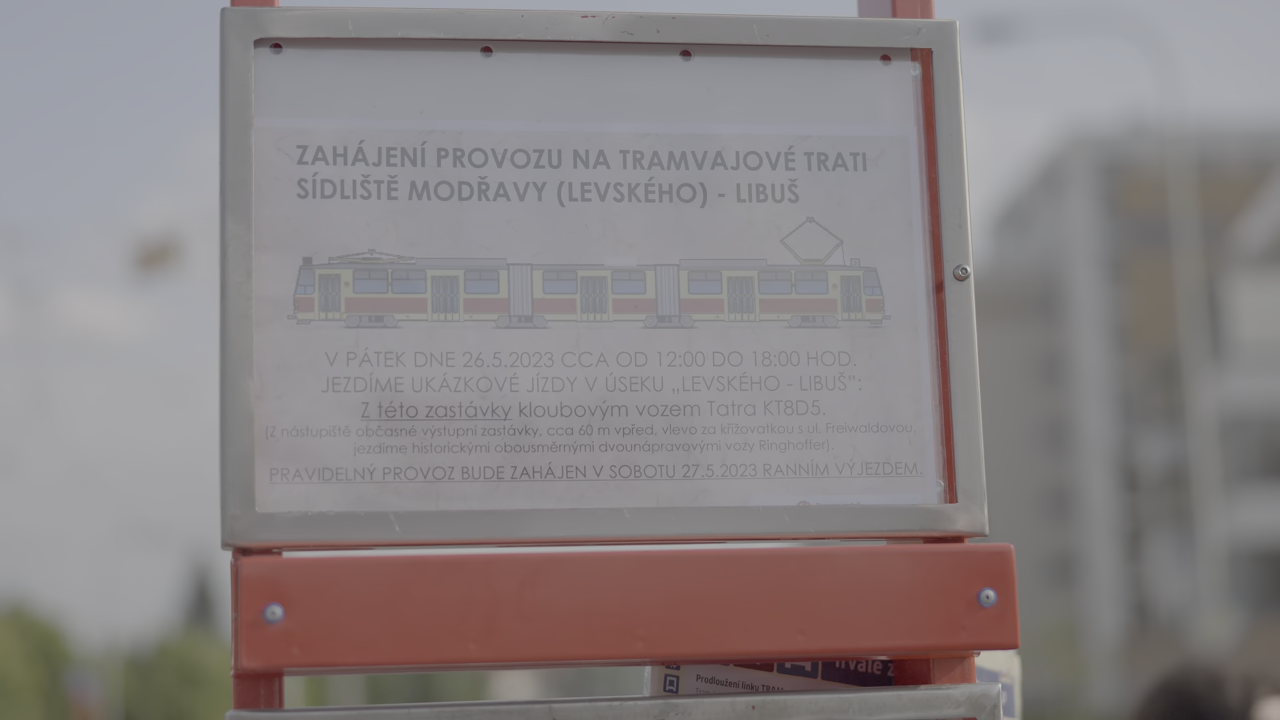 ZAHÁJENÍ PROVOZU NA TRAMVAJOVÉ TRATI
SÍDLIŠTĚ MODŘAVY (LEVSKÉHO) - LIBUŠ
V PÁTEK DNE 26.5.2023 CCA OD 12:00 DO 18:00 HOD.
JEZDÍME UKÁZKOVÉ JÍZDY V ÚSEKU „LEVSKÉHO - LIBUŠ”:
Z této zastávky kloubovým vozem Tatra KT8D5.
(Z nástupiště občasné výstupní zastávky, cca 60 m vpřed, vlevo za křižovatkou s ul. Freiwaldovou,
jezdíme historickými obousměrnými dvounápravovými vozy Ringhoffer).
PRAVIDELNÝ PROVOZ BUDE ZAHÁJEN V SOBOTU 27.5.2023 RANNÍM VÝJEZDEM.
Prodloužení linky